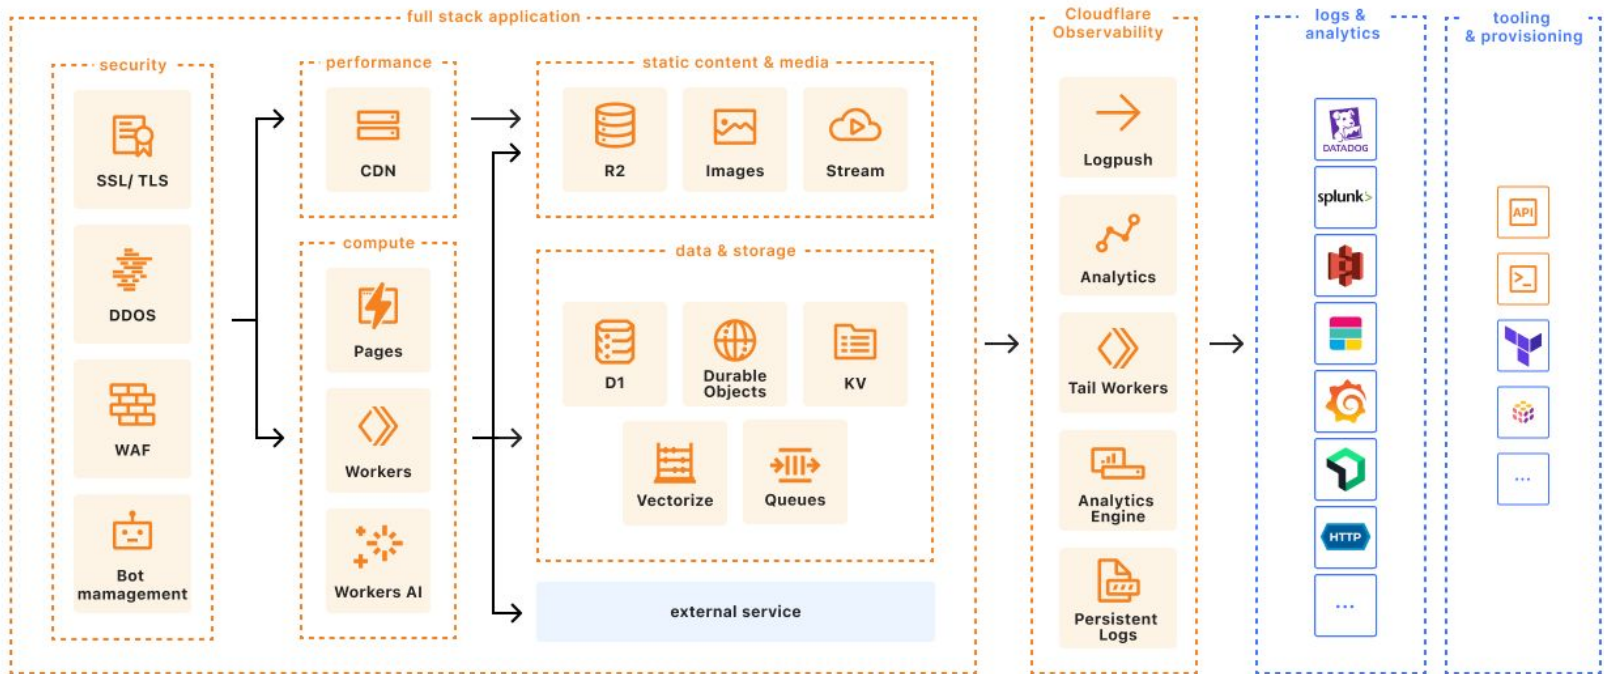 full stack application
security
SSL/ TLS
DDOS
WAF
Bot
mamagement
performance
CDN
compute
Pages
Workers
Workers AI
static content & media
R2
Images
Stream
data & storage
D1
Durable
Objects
KV
Vectorize
Queues
external service
Cloudflare
Observability
Logpush
Analytics
Tail Workers
Analytics
Engine
Persistent
Logs
logs &
analytics
DATADOG
splunk>
HTTP
...
tooling
& provisioning
API
>_
...